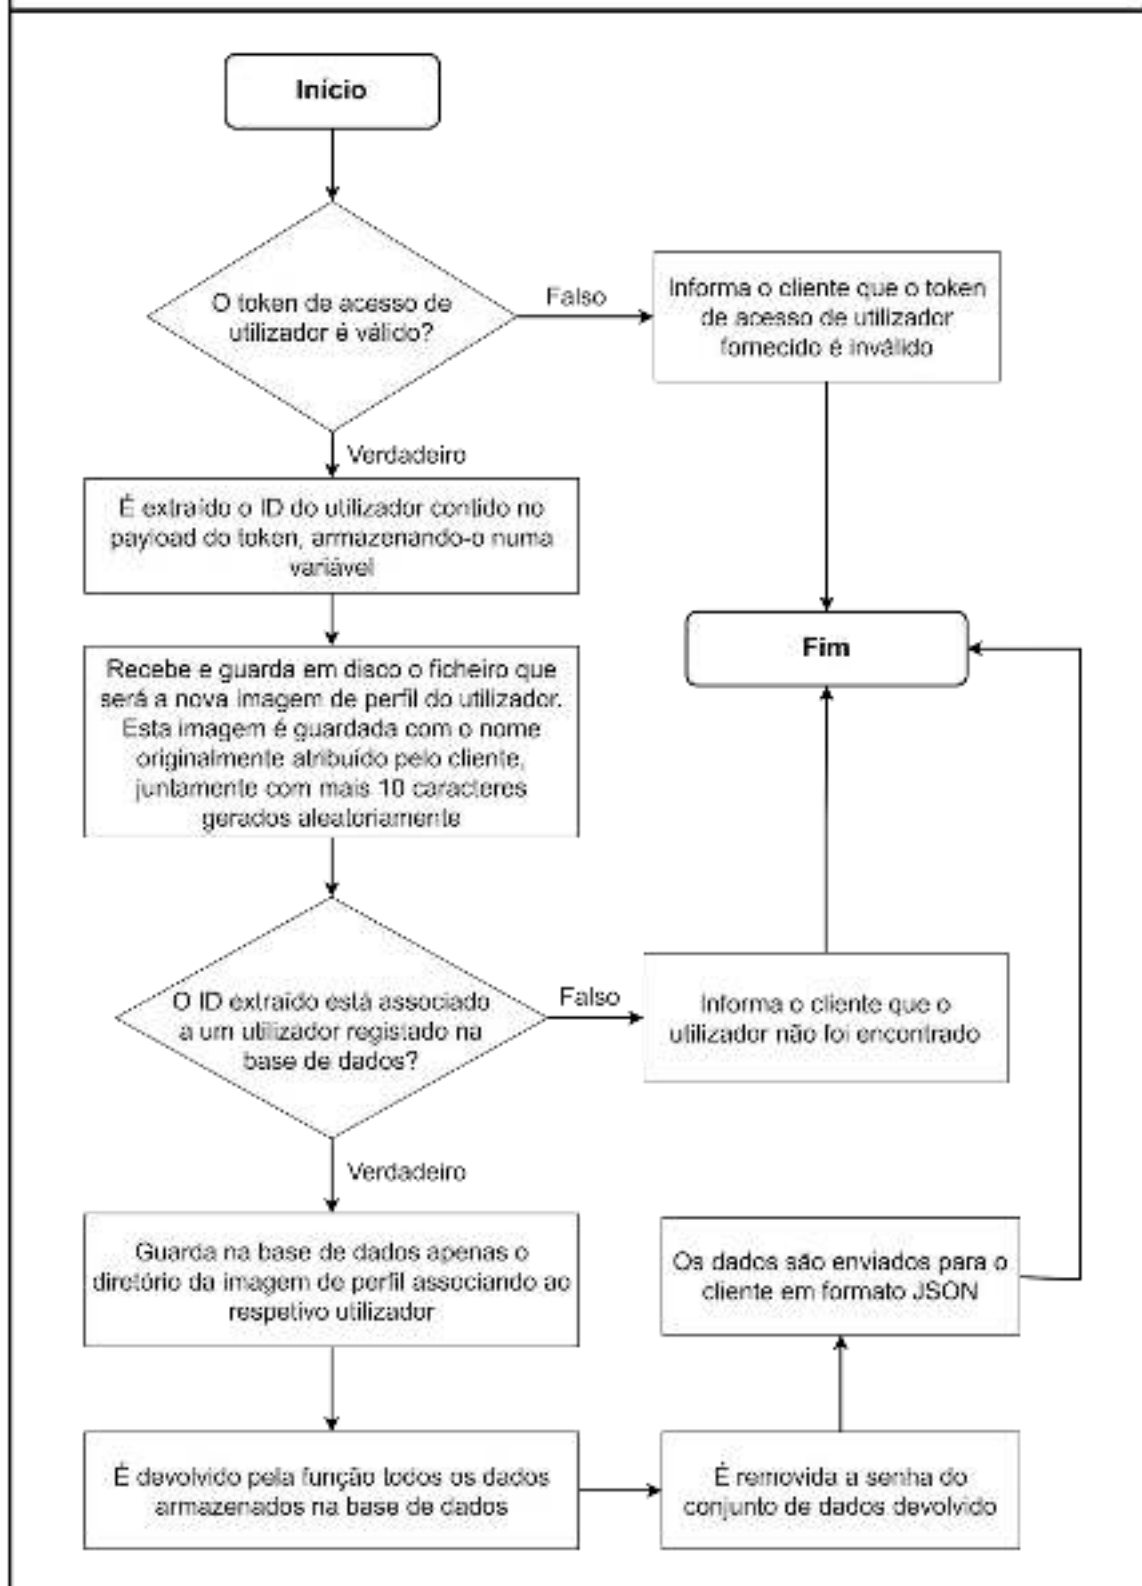 Início
O token de acesso de
utilizador é válido?
Falso
Informa o cliente que o token
de acesso de utilizador
fornecido é inválido
Verdadeiro
É extraído o ID do utilizador contido no
payload do token, armazenando-o numa
variável
Fim
Recebe e guarda em disco o ficheiro que
será a nova imagem de perfil do utilizador.
Esta imagem é guardada com o nome
originalmente atribuído pelo cliente,
juntamente com mais 10 caracteres
gerados aleatoriamente
O ID extraído está associado
a um utilizador registado na
base de dados?
Falso
Informa o cliente que o
utilizador não foi encontrado
Verdadeiro
Guarda na base de dados apenas o
diretório da imagem de perfil associando ao
respetivo utilizador
Os dados são enviados para o
cliente em formato JSON
É devolvido pela função todos os dados
armazenados na base de dados
É removida a senha do
conjunto de dados devolvido